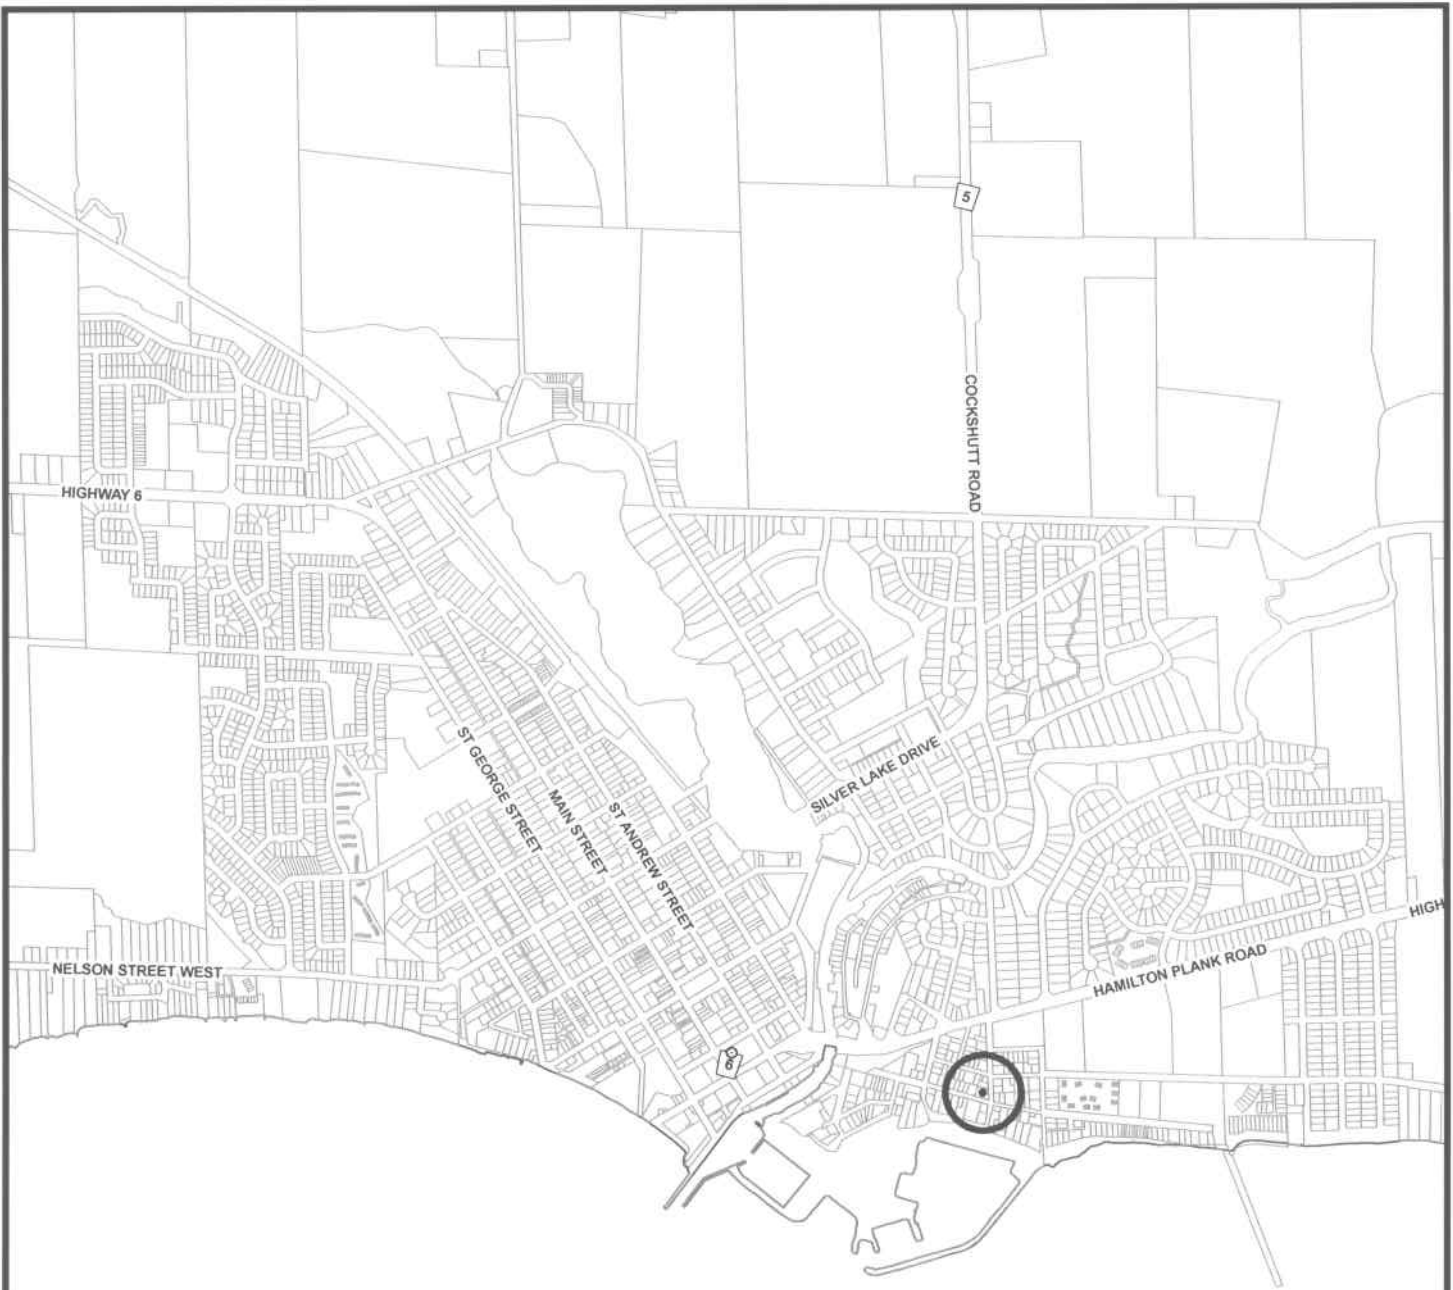 5
COCKSHUTT ROAD
HIGHWAY 6
SILVER LAKE DRIVE
ST GEORGE STREET
MAIN STREET
ST ANDREW STREET
HIGH
NELSON STREET WEST
HAMILTON PLANK ROAD
6